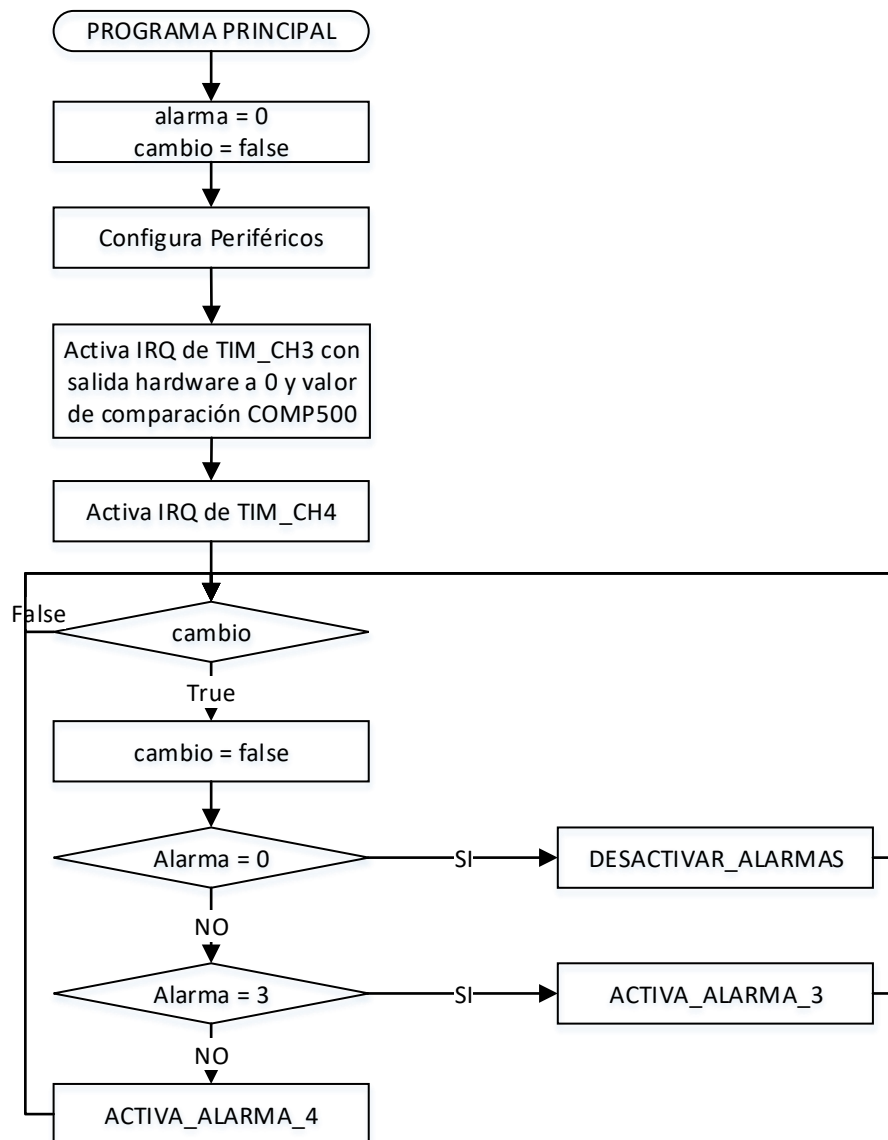 PROGRAMA PRINCIPAL
alarma = 0
cambio = false
Configura Periféricos
Activa IRQ de TIM_CH3 con
salida hardware a 0 y valor
de comparación COMP500
Activa IRQ de TIM_CH4
False
cambio
True
cambio = false
Alarma = 0
SI
DESACTIVAR_ALARMAS
NO
Alarma = 3
SI
ACTIVA_ALARMA_3
NO
ACTIVA_ALARMA_4